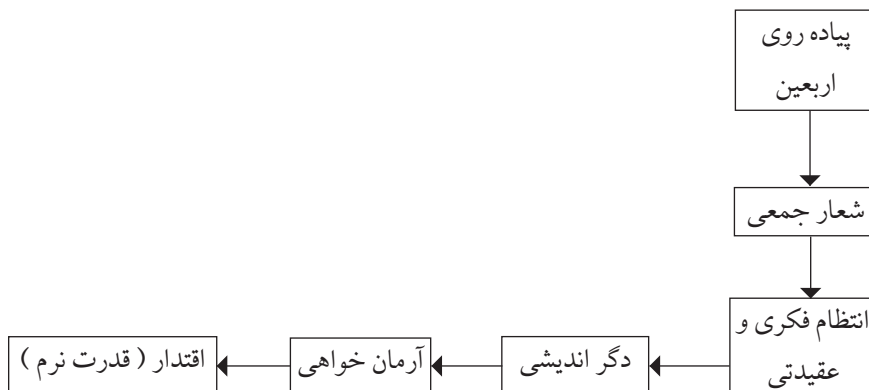 پیاده روی
اربعین
شعار جمعی
انتظام فکری و
عقیدتی
دگر اندیشی
آرمان خواهی
اقتدار ( قدرت نرم )